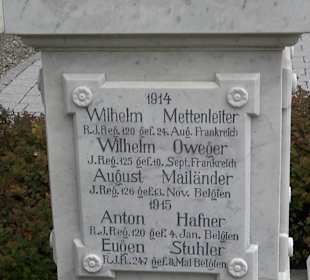 1914
Wilhelm Mettenleiter
R.J.Reg. 120 gef. 24. Aug. Frankreich
Wilhelm Oweger
J.Reg. 125 gef. 10. Sept. Frankreich
August Mailänder
J.Reg. 126 gef. 13. Nov. Belgien
1915
Anton Hafner
R.J.Reg. 120 gef. 4. Jan. Belgien
Eugen Stuhler
R.J.R. 247 gef. 8. Mai Belgien